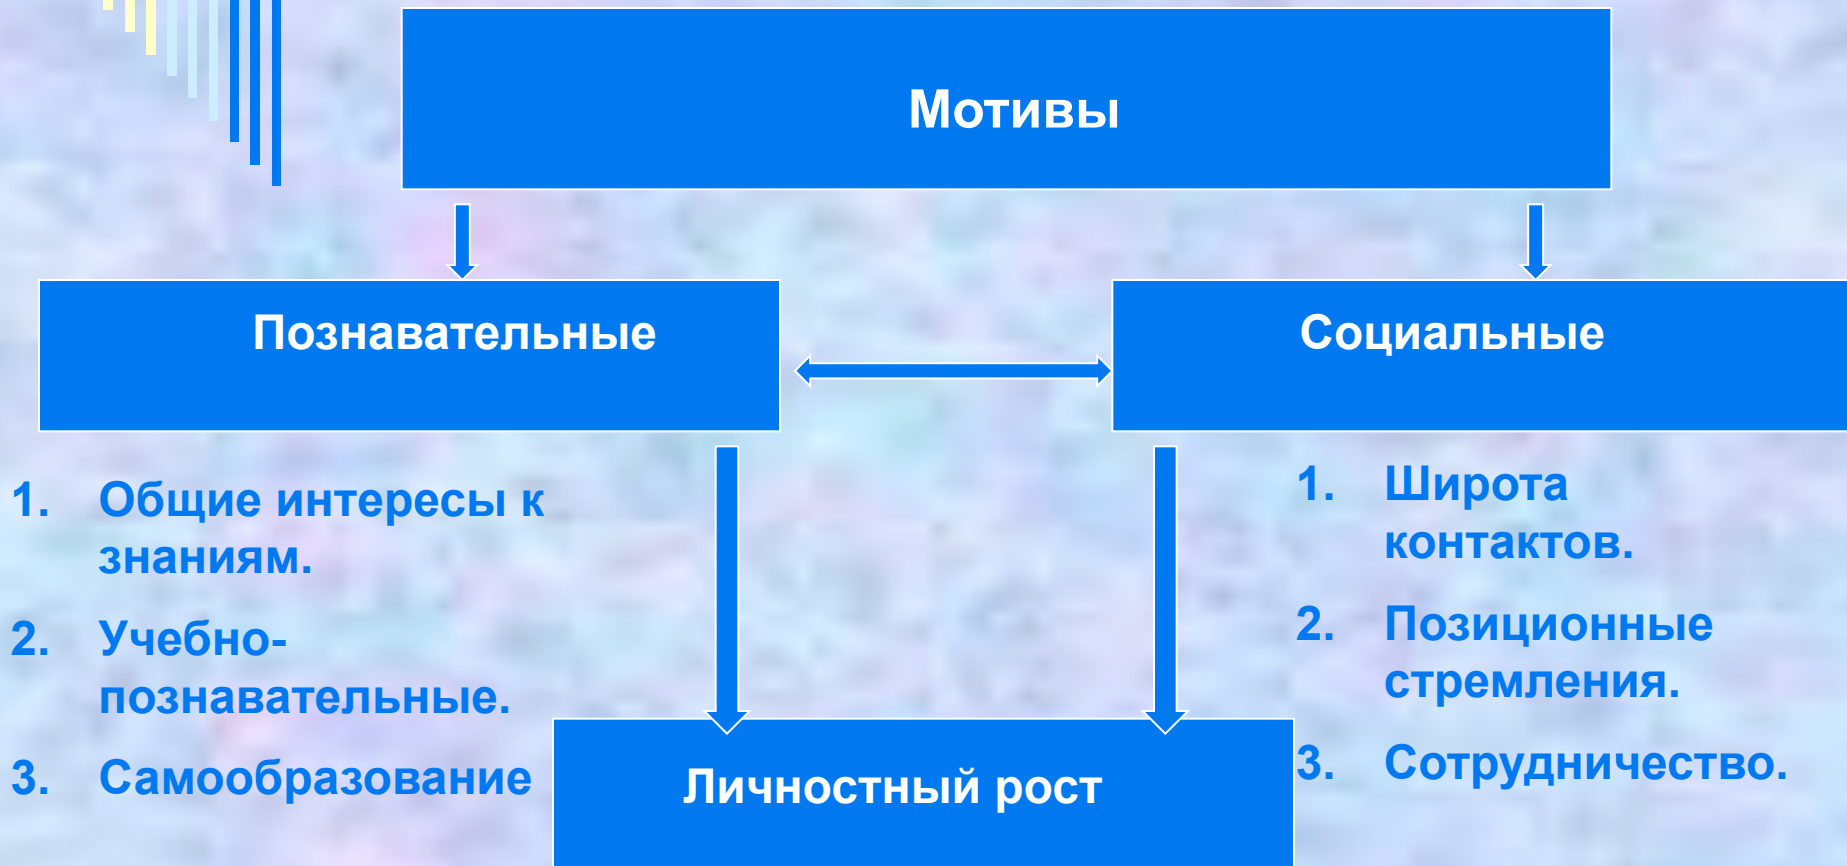 Мотивы
Познавательные
Социальные
1. Общие интересы к
знаниям.
2. Учебно-
познавательные.
3. Самообразование
1. Широта
контактов.
2. Позиционные
стремления.
3. Сотрудничество.
Личностный рост